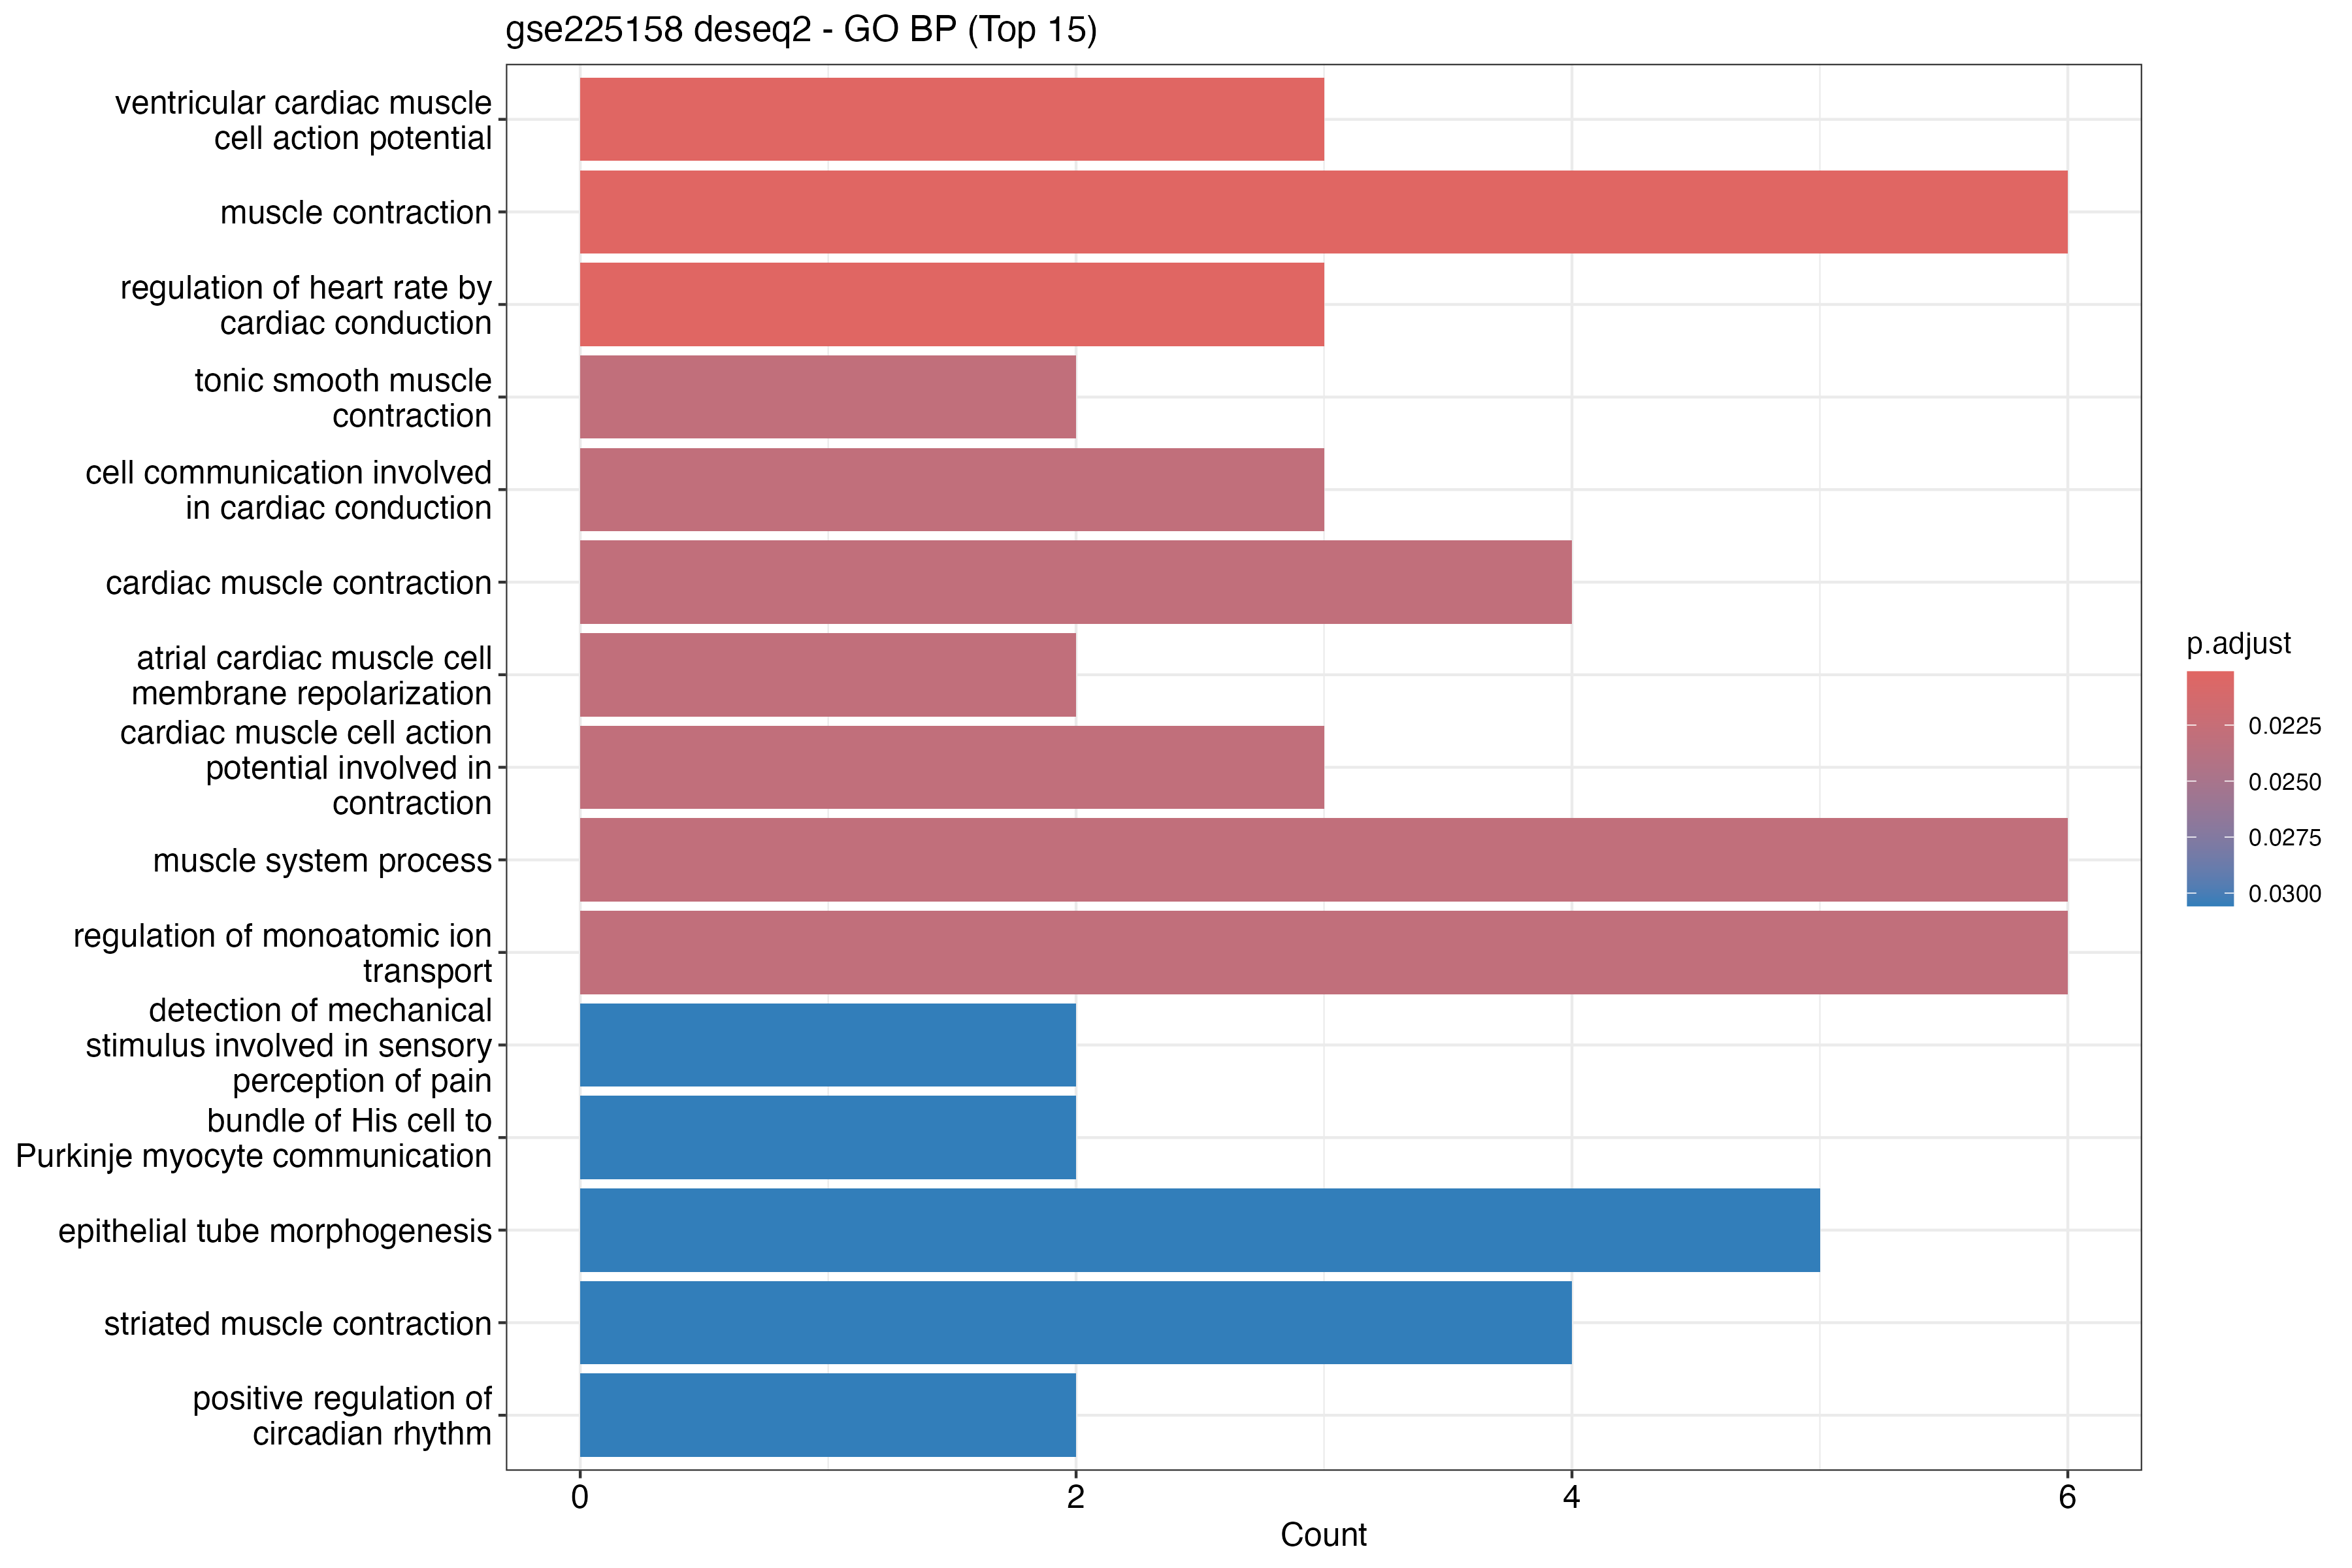 gse225158 deseq2 - GO BP (Top 15)
ventricular cardiac muscle
cell action potential
muscle contraction
regulation of heart rate by
cardiac conduction
tonic smooth muscle
contraction
cell communication involved
in cardiac conduction
cardiac muscle contraction
atrial cardiac muscle cell
membrane repolarization
cardiac muscle cell action
potential involved in
contraction
muscle system process
regulation of monoatomic ion
transport
detection of mechanical
stimulus involved in sensory
perception of pain
bundle of His cell to
Purkinje myocyte communication
epithelial tube morphogenesis
striated muscle contraction
positive regulation of
circadian rhythm
0 2 4 6
Count
p.adjust
0.0225
0.0250
0.0275
0.0300